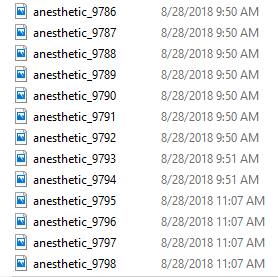 anesthetic_9786 8/28/2018 9:50 AM
anesthetic_9787 8/28/2018 9:50 AM
anesthetic_9788 8/28/2018 9:50 AM
anesthetic_9789 8/28/2018 9:50 AM
anesthetic_9790 8/28/2018 9:50 AM
anesthetic_9791 8/28/2018 9:50 AM
anesthetic_9792 8/28/2018 9:50 AM
anesthetic_9793 8/28/2018 9:51 AM
anesthetic_9794 8/28/2018 9:51 AM
anesthetic_9795 8/28/2018 11:07 AM
anesthetic_9796 8/28/2018 11:07 AM
anesthetic_9797 8/28/2018 11:07 AM
anesthetic_9798 8/28/2018 11:07 AM